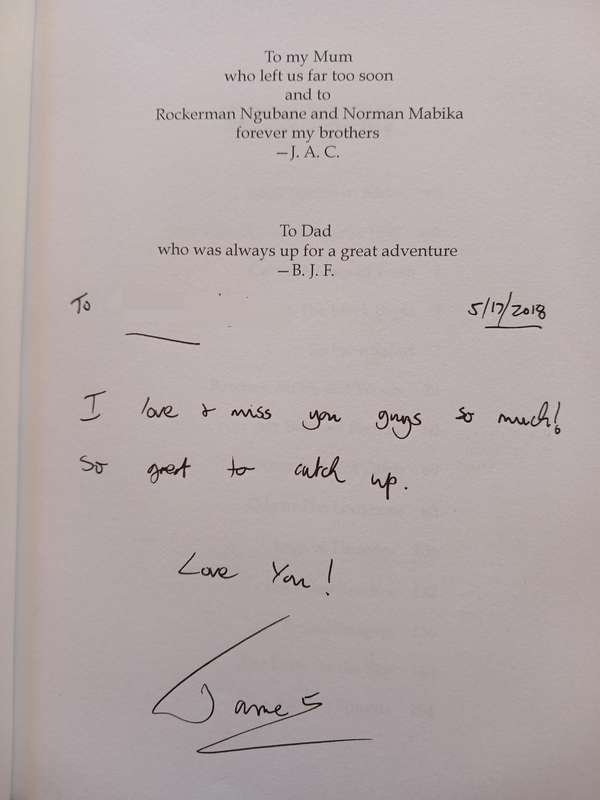 To my Mum
who left us far too soon
and to
Rockerman Ngubane and Norman Mabika
forever my brothers
—J. A. C.
To Dad
who was always up for a great adventure
—B. J. F.
To 5/17/2018
I love & miss you guys so much!
So great to catch up.
Love You!
James